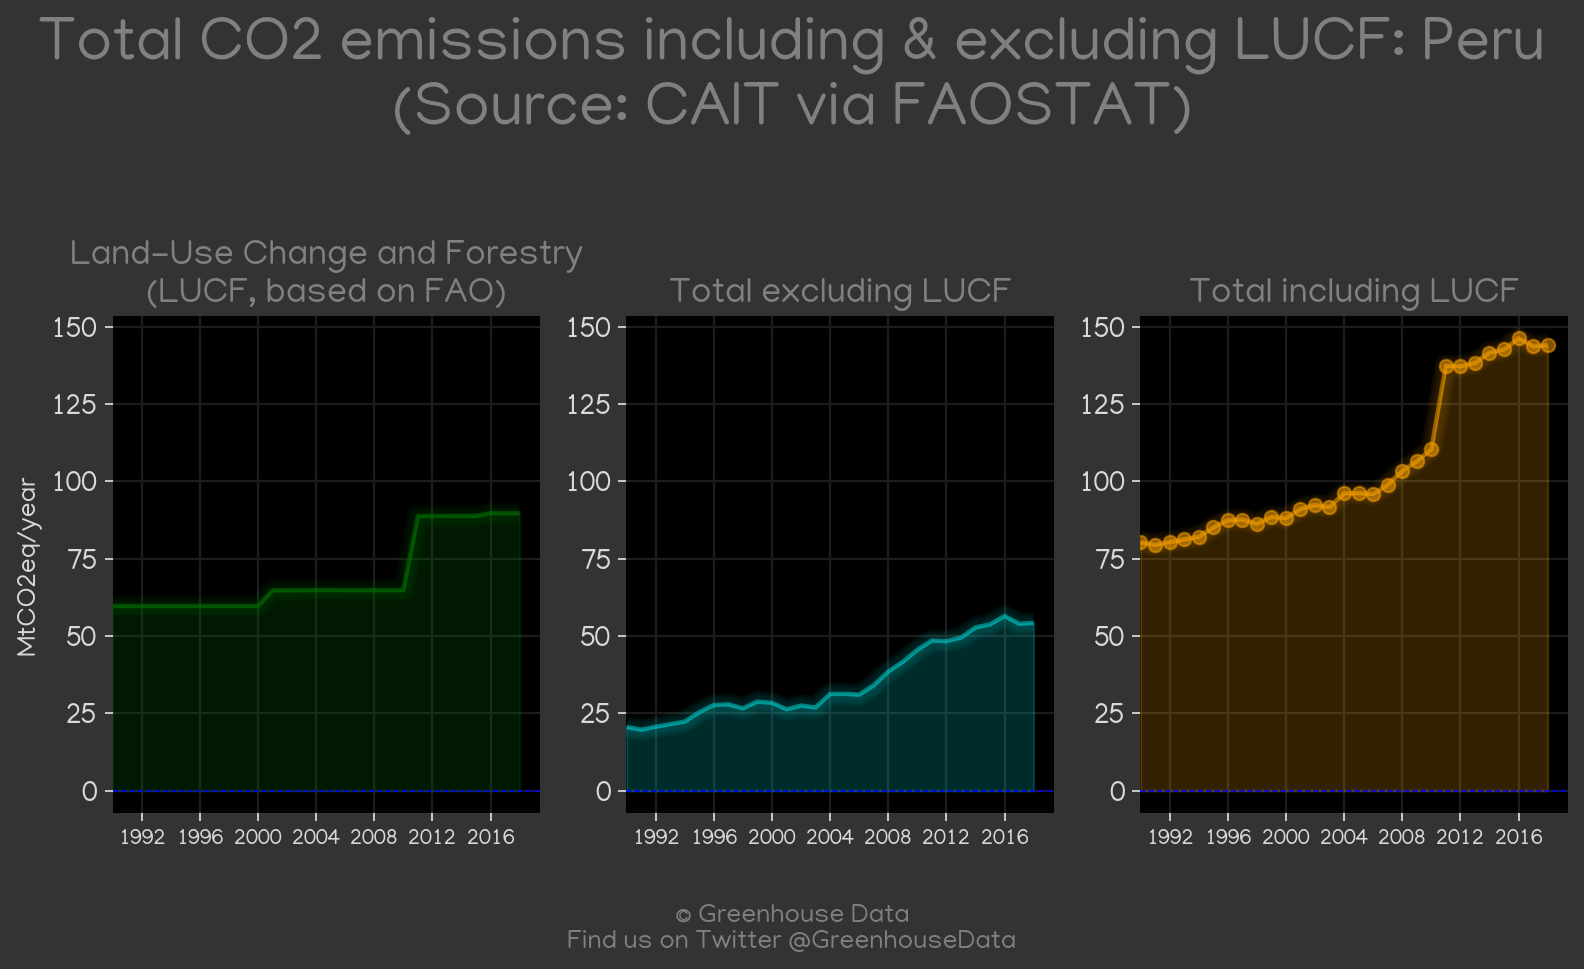 Total CO2 emissions including & excluding LUCF: Peru
(Source: CAIT via FAOSTAT)
Land-Use Change and Forestry
(LUCF, based on FAO)
Total excluding LUCF
Total including LUCF
MtCO2eq/year
150
125
100
75
50
25
0
1992 1996 2000 2004 2008 2012 2016
150
125
100
75
50
25
0
1992 1996 2000 2004 2008 2012 2016
150
125
100
75
50
25
0
1992 1996 2000 2004 2008 2012 2016
© Greenhouse Data
Find us on Twitter @GreenhouseData